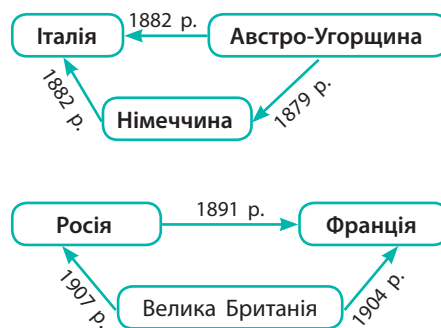 1882 р.
Італія
Австро-Угорщина
1882 р.
1879 р.
Німеччина
1891 р.
Росія
Франція
1907 р.
1904 р.
Велика Британія